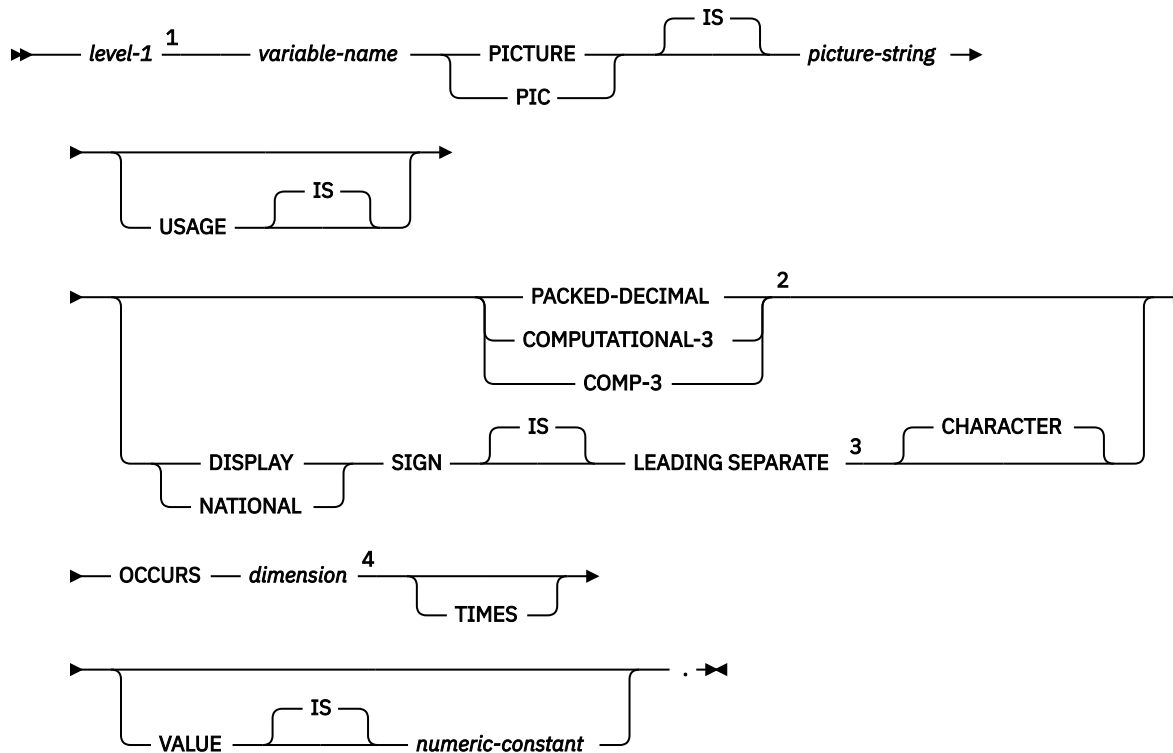 IS
level-1 1 variable-name PICTURE picture-string
PIC
IS
USAGE
PACKED-DECIMAL 2
COMPUTATIONAL-3
COMP-3
IS CHARACTER
DISPLAY SIGN LEADING SEPARATE 3
NATIONAL
OCCURS dimension 4
TIMES
.
IS
VALUE numeric-constant